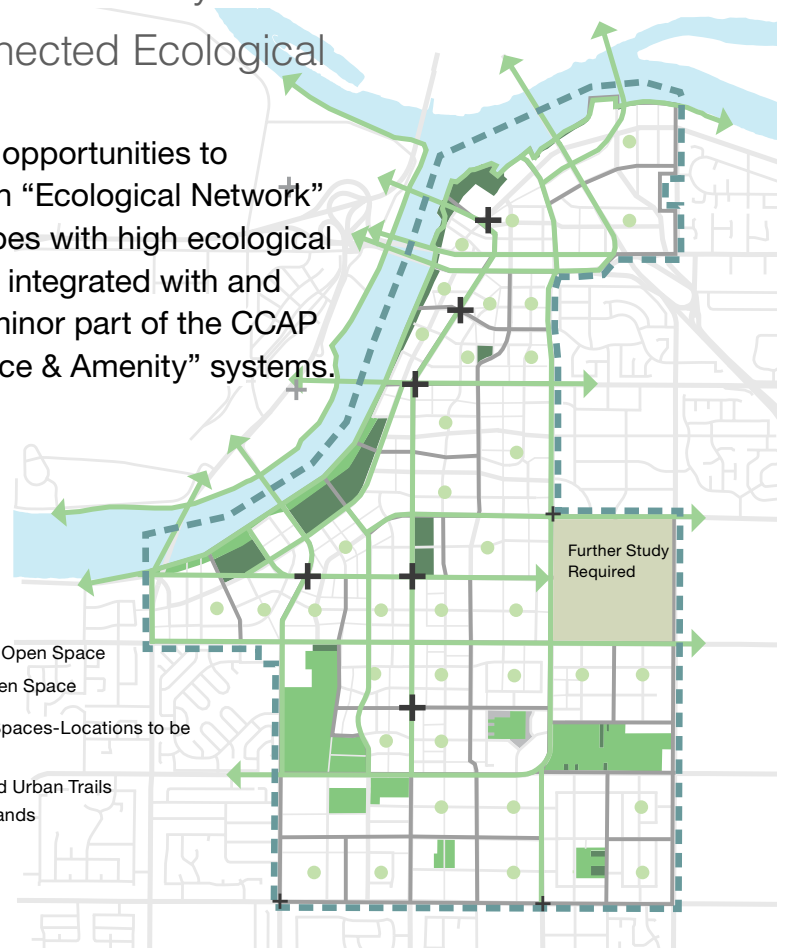 nected Ecological
opportunities to
n “Ecological Network”
pes with high ecological
integrated with and
minor part of the CCAP
ce & Amenity” systems.
Further Study
Required
Open Space
en Space
Spaces-Locations to be
d Urban Trails
ands